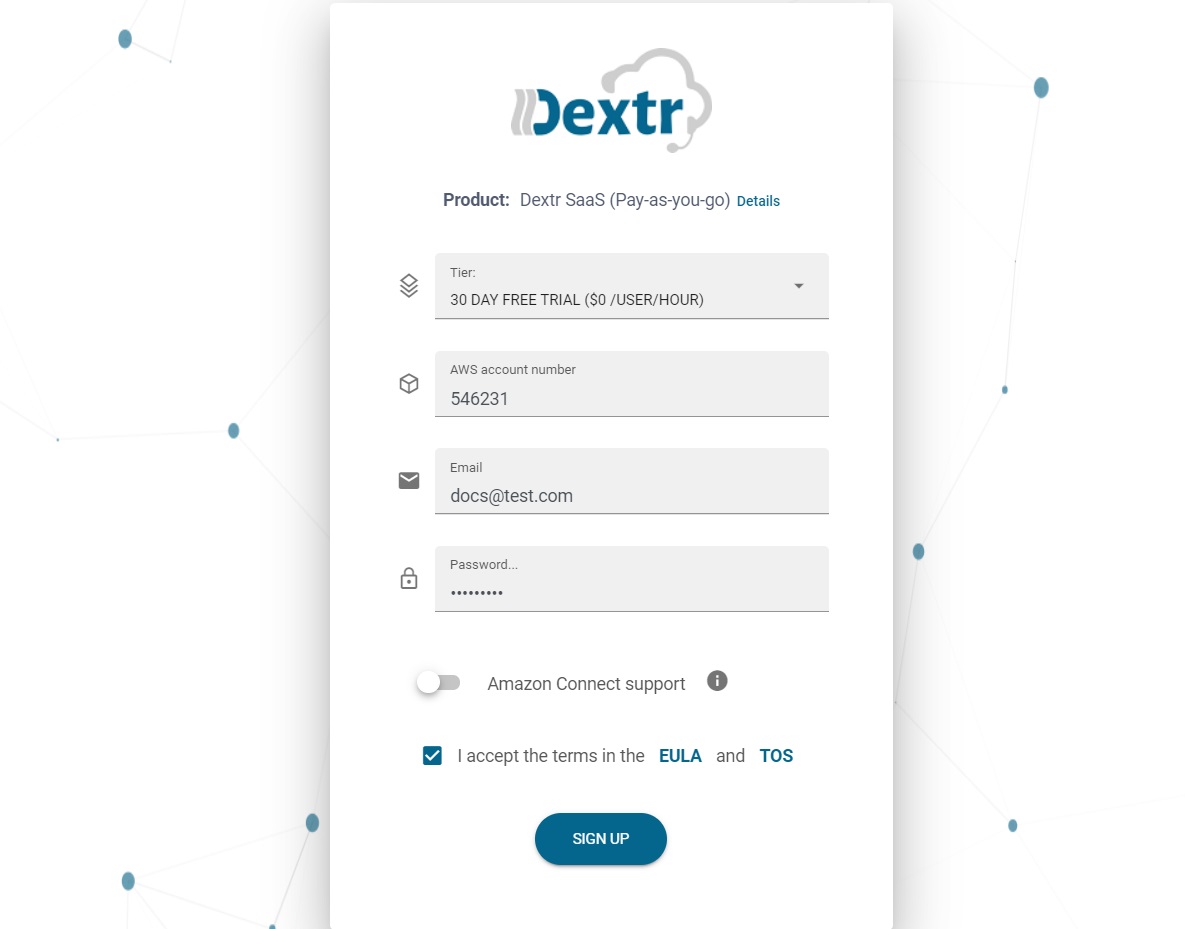 Dextr
Product: Dextr SaaS (Pay-as-you-go) Details
Tier:
30 DAY FREE TRIAL ($0 /USER/HOUR)
AWS account number
546231
Email
docs@test.com
Password...
•••••••••
Amazon Connect support
I accept the terms in the EULA and TOS
SIGN UP